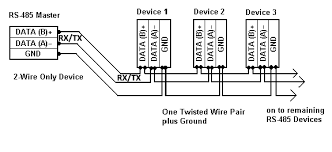 RS-485 Master
DATA (B)+
DATA (A)–
GND
2-Wire Only Device
RX/TX
RX/TX
Device 1
DATA (B)+
DATA (A)–
GND
Device 2
DATA (B)+
DATA (A)–
GND
Device 3
DATA (B)+
DATA (A)–
GND
One Twisted Wire Pair
plus Ground
on to remaining
RS-485 Devices